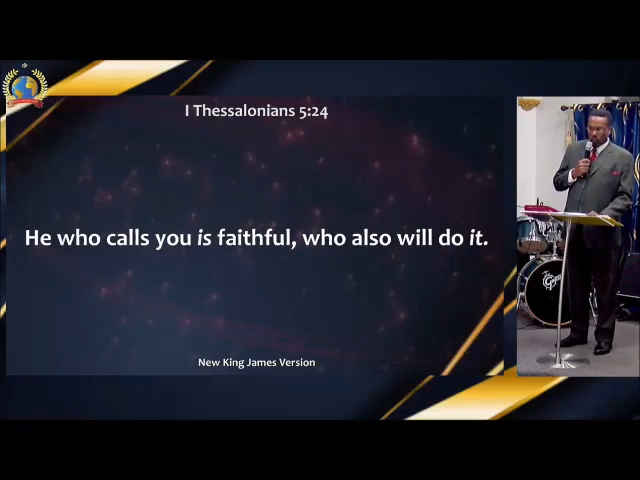 I Thessalonians 5:24
He who calls you is faithful, who also will do it.
New King James Version